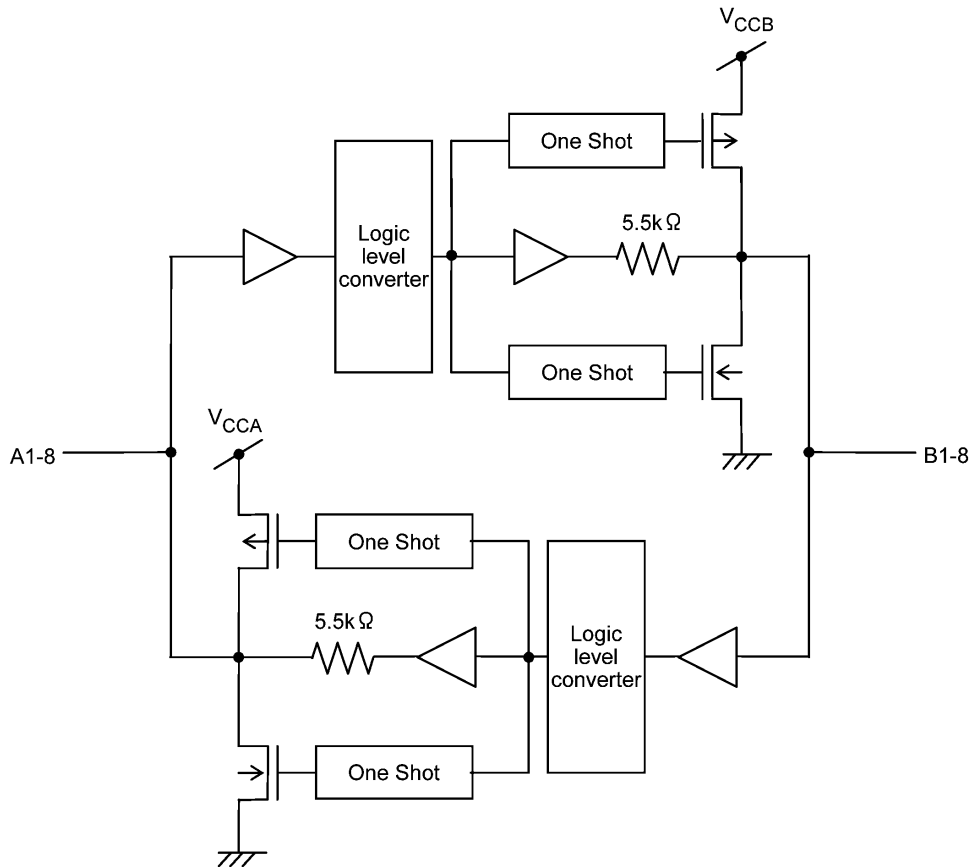 VCCB
One Shot
5.5kΩ
Logic
level
converter
One Shot
VCCA
A1-8
B1-8
One Shot
5.5kΩ
Logic
level
converter
One Shot